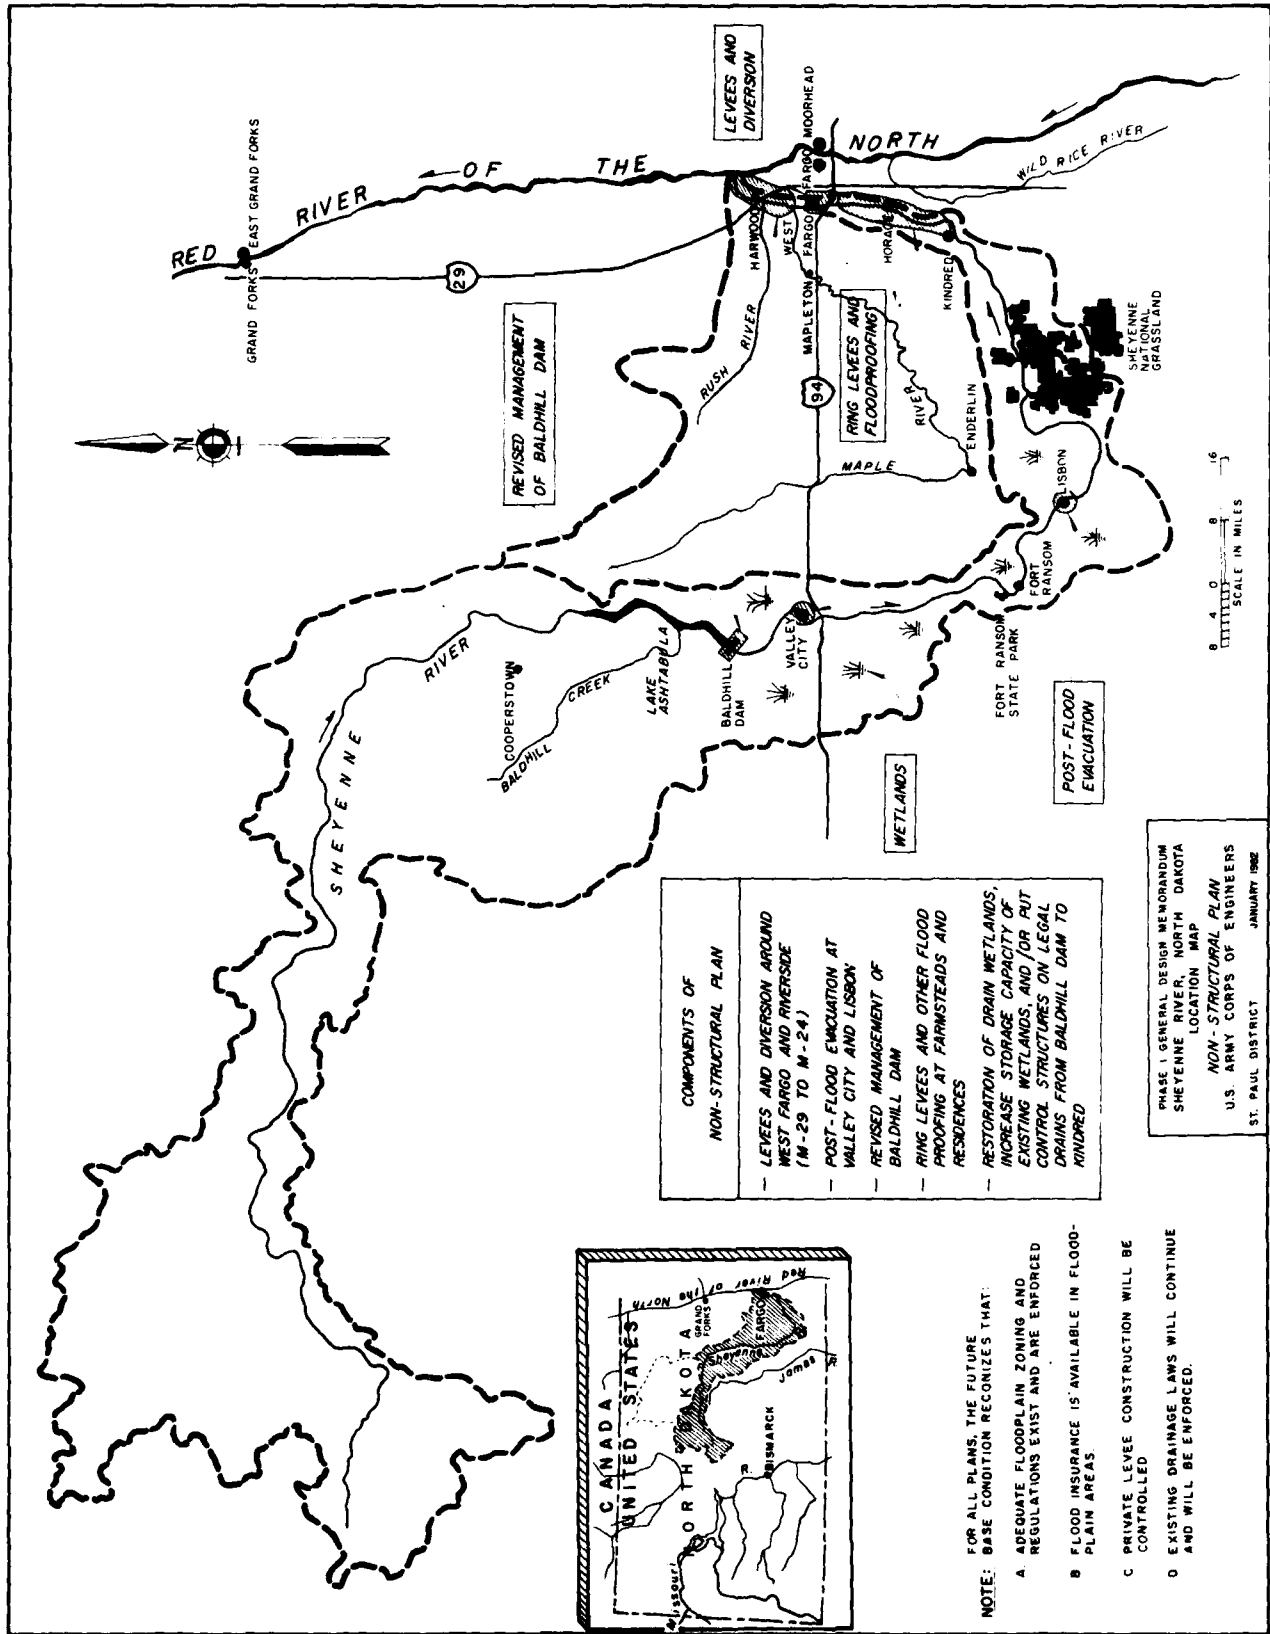 RED RIVER OF THE NORTH
GRAND FORKS
EAST GRAND FORKS
29
REVISED MANAGEMENT
OF BALDHILL DAM
LEVEES AND
DIVERSION
HARWOOD
WEST
FARGO
FARGO
MOORHEAD
WILD RICE RIVER
HORACE
KINDRED
RUSH RIVER
MAPLETON
94
RING LEVEES AND
FLOODPROOFING
MAPLE RIVER
ENDERLIN
SHEYENNE
NATIONAL
GRASSLAND
LISBON
FORT
RANSOM
FORT RANSOM
STATE PARK
SHEYENNE RIVER
COOPERSTOWN
BALDHILL CREEK
LAKE
ASHTABULA
BALDHILL
DAM
VALLEY
CITY
WETLANDS
POST-FLOOD
EVACUATION
8 4 0 8 16
SCALE IN MILES
COMPONENTS OF
NON-STRUCTURAL PLAN
— LEVEES AND DIVERSION AROUND
WEST FARGO AND RIVERSIDE
(M-29 TO M-24)
— POST-FLOOD EVACUATION AT
VALLEY CITY AND LISBON
— REVISED MANAGEMENT OF
BALDHILL DAM
— RING LEVEES AND OTHER FLOOD
PROOFING AT FARMSTEADS AND
RESIDENCES
— RESTORATION OF DRAIN WETLANDS,
INCREASE STORAGE CAPACITY OF
EXISTING WETLANDS, AND/OR PUT
CONTROL STRUCTURES ON LEGAL
DRAINS FROM BALDHILL DAM TO
KINDRED
CANADA
UNITED STATES
NORTH DAKOTA
Red River of the North
GRAND FORKS
FARGO
Sheyenne
James
R.
BISMARCK
Missouri
R.
NOTE: FOR ALL PLANS, THE FUTURE
BASE CONDITION RECONIZES THAT:
A. ADEQUATE FLOODPLAIN ZONING AND
REGULATIONS EXIST AND ARE ENFORCED
B FLOOD INSURANCE IS AVAILABLE IN FLOOD-
PLAIN AREAS.
C PRIVATE LEVEE CONSTRUCTION WILL BE
CONTROLLED
D EXISTING DRAINAGE LAWS WILL CONTINUE
AND WILL BE ENFORCED.
PHASE I GENERAL DESIGN MEMORANDUM
SHEYENNE RIVER, NORTH DAKOTA
LOCATION MAP
NON-STRUCTURAL PLAN
U.S. ARMY CORPS OF ENGINEERS
ST. PAUL DISTRICT JANUARY 1982
N